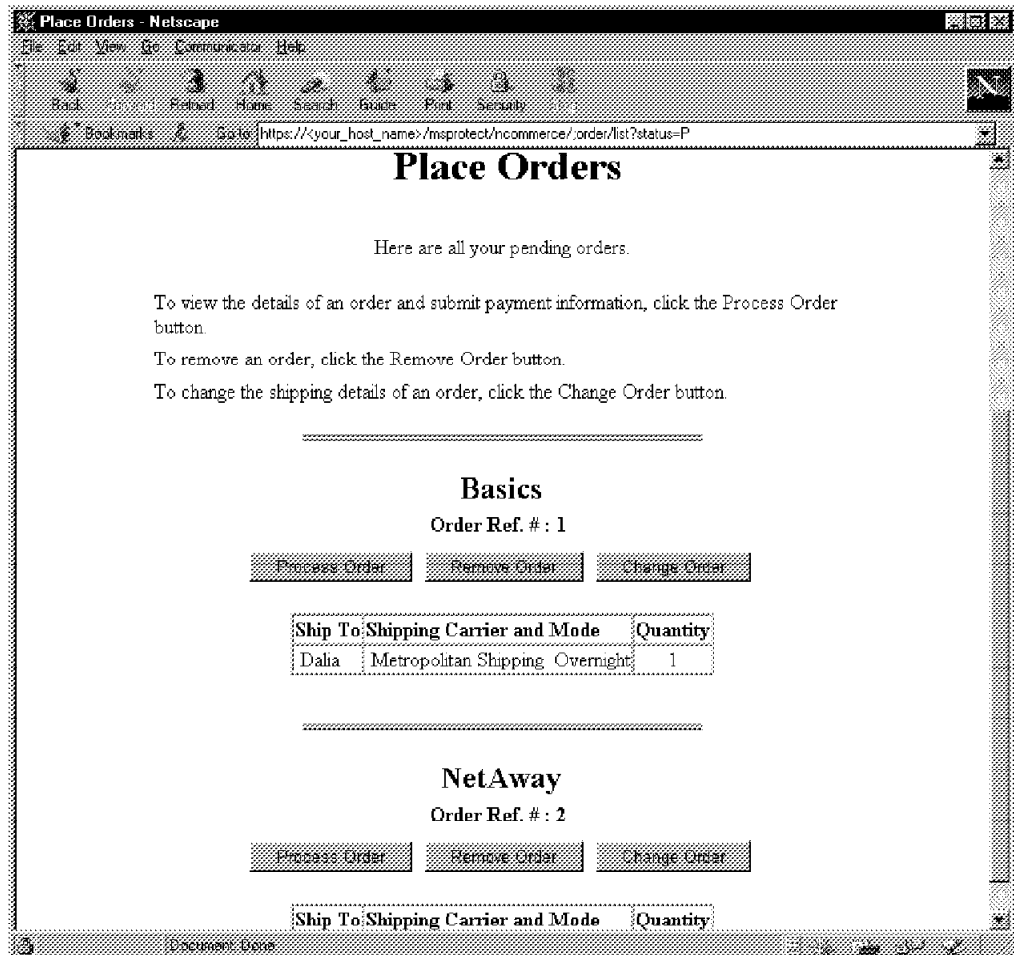 Place Orders - Netscape
File Edit View Go Communicator Help
Back Forward Reload Home Search Guide Print Security Stop
Bookmarks Go to: https://<your_host_name>/msprotect/ncommerce/;order/list?status=P
Place Orders
Here are all your pending orders.
To view the details of an order and submit payment information, click the Process Order
button.
To remove an order, click the Remove Order button.
To change the shipping details of an order, click the Change Order button.
Basics
Order Ref. # : 1
Process Order Remove Order Change Order
Ship To Shipping Carrier and Mode Quantity
Dalia Metropolitan Shipping Overnight 1
NetAway
Order Ref. # : 2
Process Order Remove Order Change Order
Ship To Shipping Carrier and Mode Quantity
Document: Done